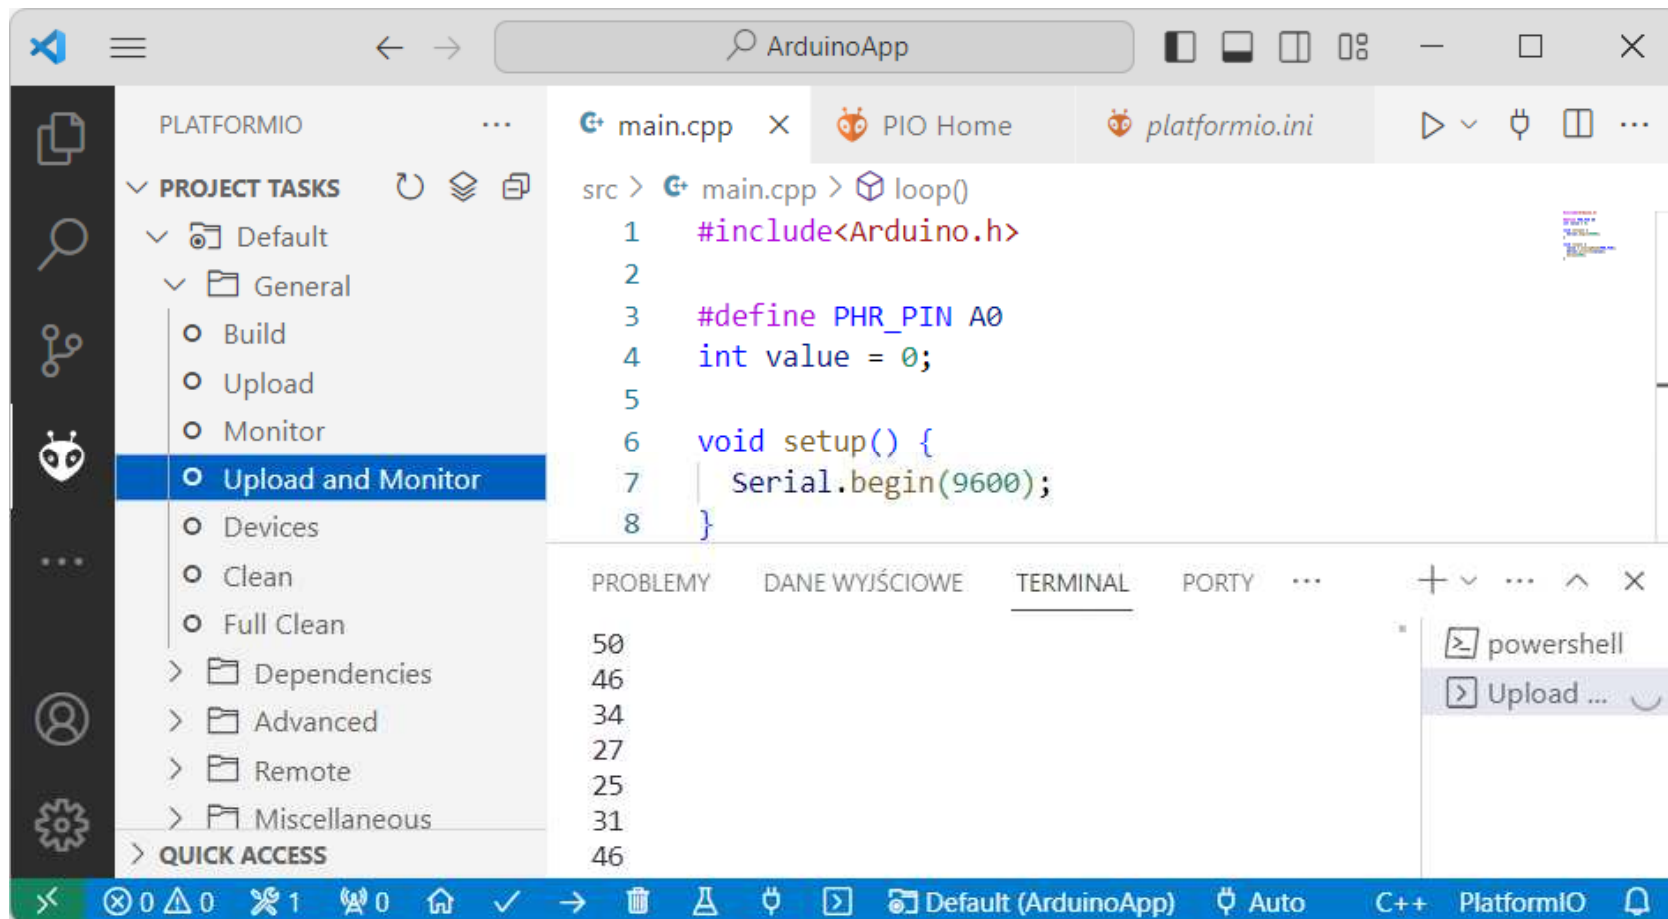 ArduinoApp
PLATFORMIO
PROJECT TASKS
Default
General
Build
Upload
Monitor
Upload and Monitor
Devices
Clean
Full Clean
Dependencies
Advanced
Remote
Miscellaneous
QUICK ACCESS
main.cpp
PIO Home
platformio.ini
src > main.cpp > loop()
1 #include<Arduino.h>
2
3 #define PHR_PIN A0
4 int value = 0;
5
6 void setup() {
7 Serial.begin(9600);
8 }
PROBLEMY DANE WYJŚCIOWE TERMINAL PORTY
50
46
34
27
25
31
46
powershell
Upload ...
0 0 1 0 Default (ArduinoApp) Auto C++ PlatformIO